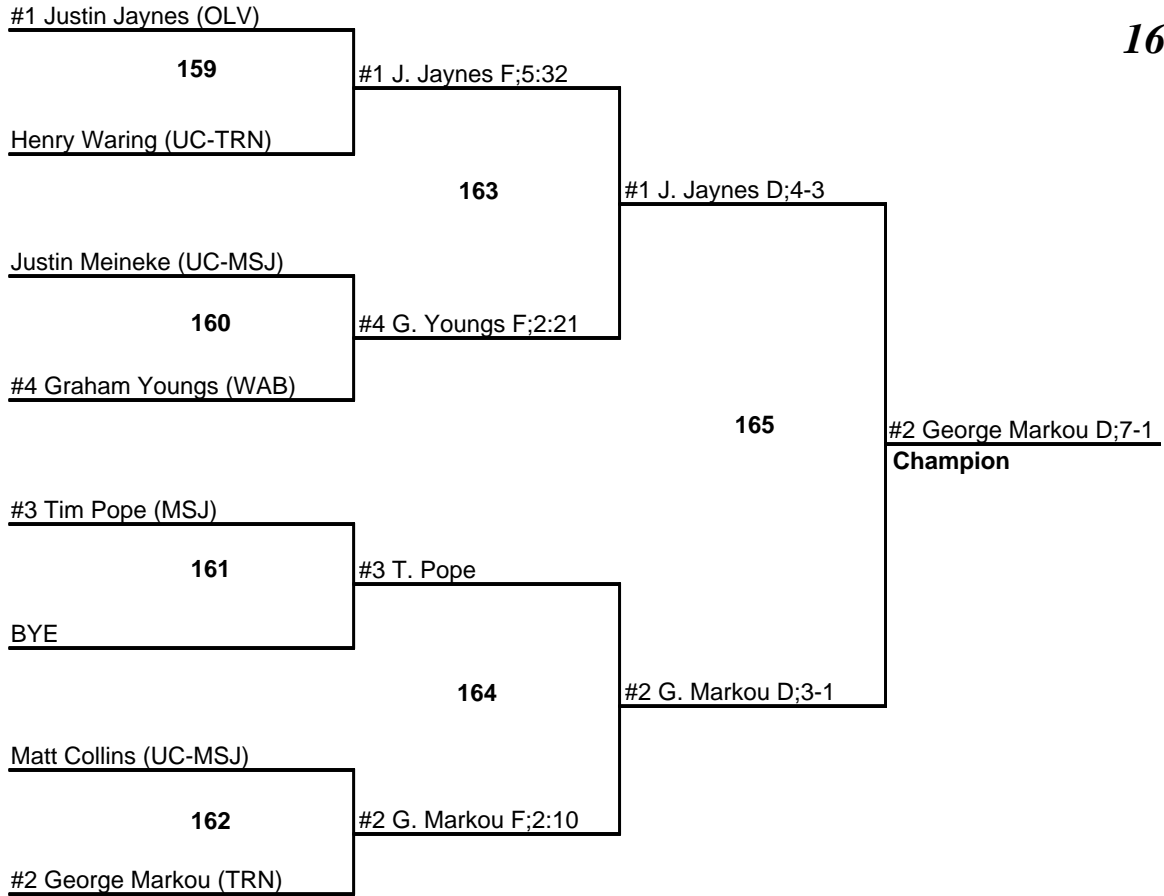 #1 Justin Jaynes (OLV)
16
159
#1 J. Jaynes F;5:32
Henry Waring (UC-TRN)
163
#1 J. Jaynes D;4-3
Justin Meineke (UC-MSJ)
160
#4 G. Youngs F;2:21
#4 Graham Youngs (WAB)
165
#2 George Markou D;7-1
Champion
#3 Tim Pope (MSJ)
161
#3 T. Pope
BYE
164
#2 G. Markou D;3-1
Matt Collins (UC-MSJ)
162
#2 G. Markou F;2:10
#2 George Markou (TRN)